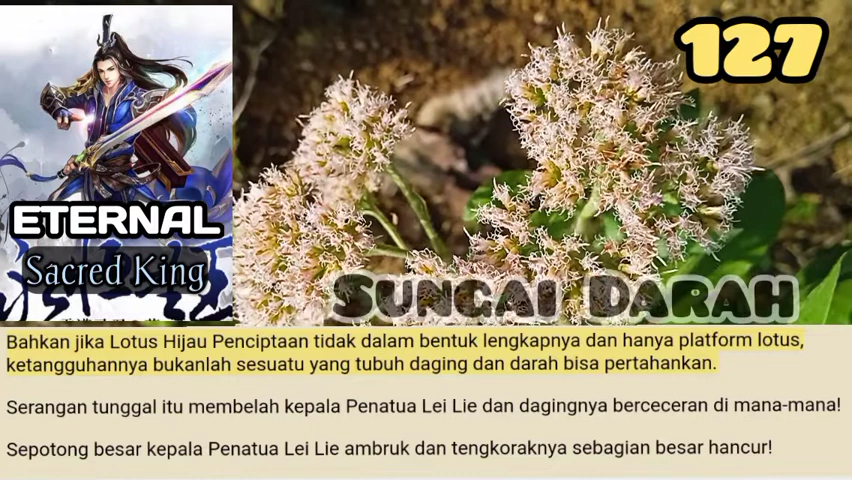 127
ETERNAL
Sacred King
Sungai Darah
Bahkan jika Lotus Hijau Penciptaan tidak dalam bentuk lengkapnya dan hanya platform lotus,
ketangguhannya bukanlah sesuatu yang tubuh daging dan darah bisa pertahankan.
Serangan tunggal itu membelah kepala Penatua Lei Lie dan dagingnya berceceran di mana-mana!
Sepotong besar kepala Penatua Lei Lie ambruk dan tengkoraknya sebagian besar hancur!